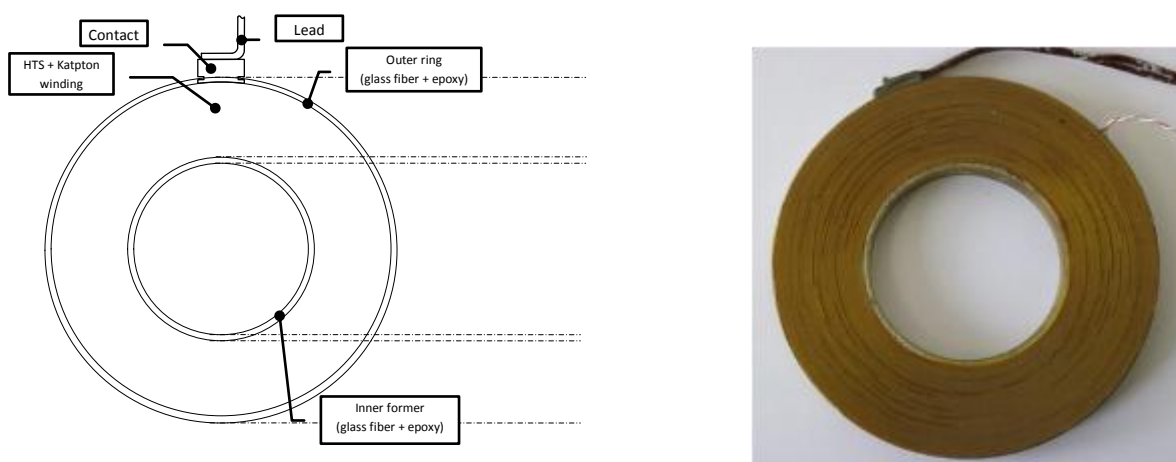 Contact
Lead
HTS + Katpton
winding
Outer ring
(glass fiber + epoxy)
Inner former
(glass fiber + epoxy)